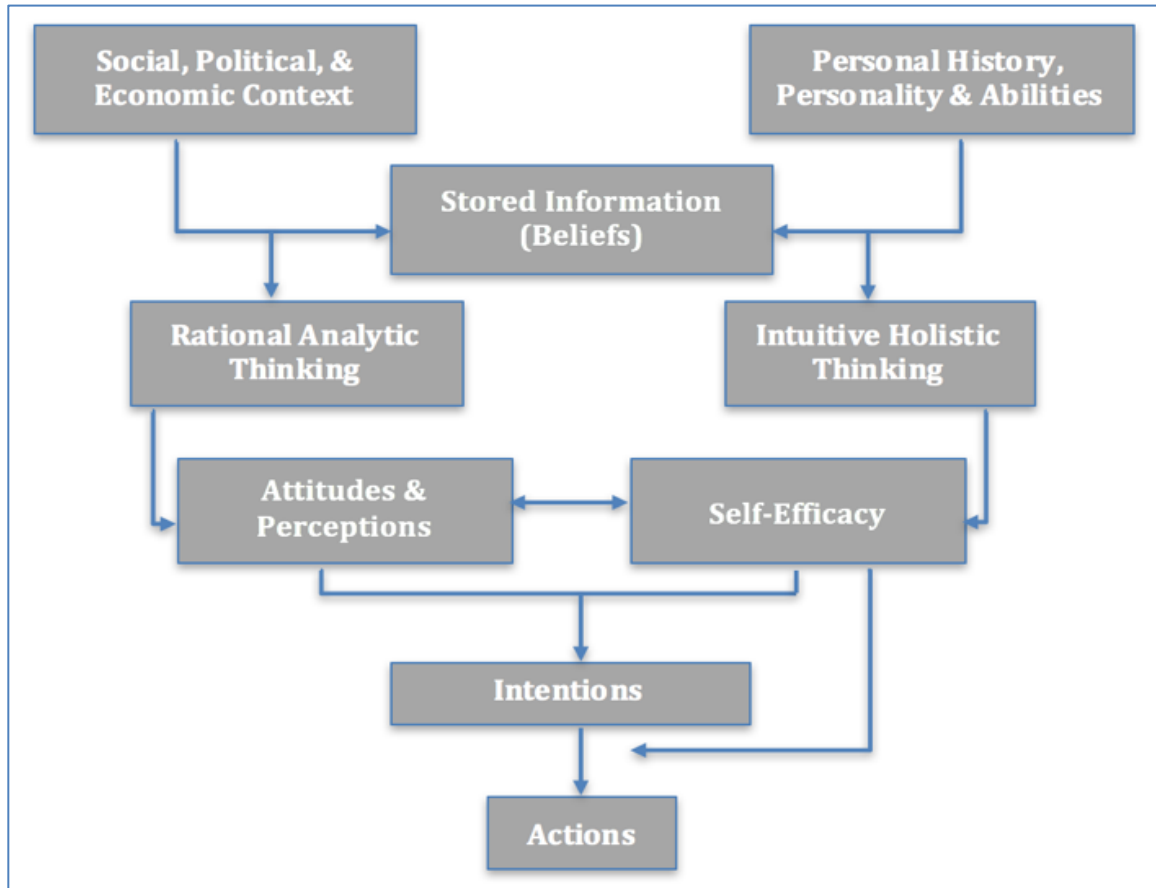 Social, Political, &
Economic Context
Personal History,
Personality & Abilities
Stored Information
(Beliefs)
Rational Analytic
Thinking
Intuitive Holistic
Thinking
Attitudes &
Perceptions
Self-Efficacy
Intentions
Actions